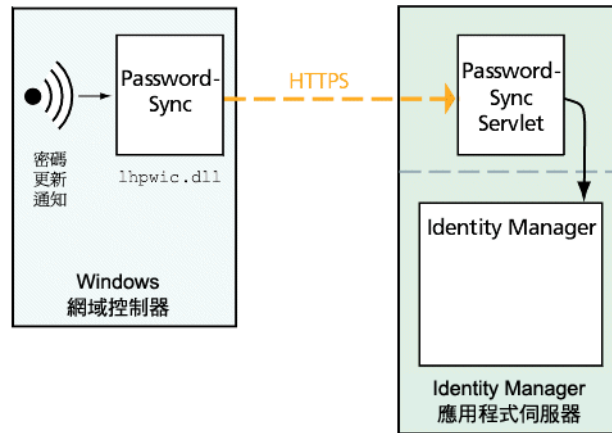 Password-
Sync
lhpwic.dll
密碼
更新
通知
Windows
網域控制器
HTTPS
Password-
Sync
Servlet
Identity Manager
Identity Manager
應用程式伺服器